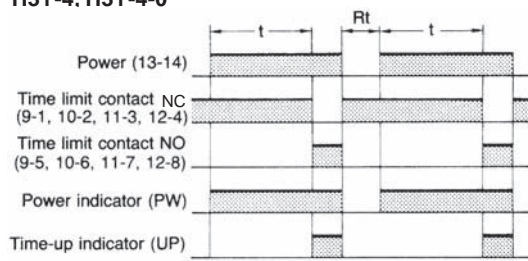 H3Y-4, H3Y-4-0
t Rt t
Power (13-14)
Time limit contact NC
(9-1, 10-2, 11-3, 12-4)
Time limit contact NO
(9-5, 10-6, 11-7, 12-8)
Power indicator (PW)
Time-up indicator (UP)